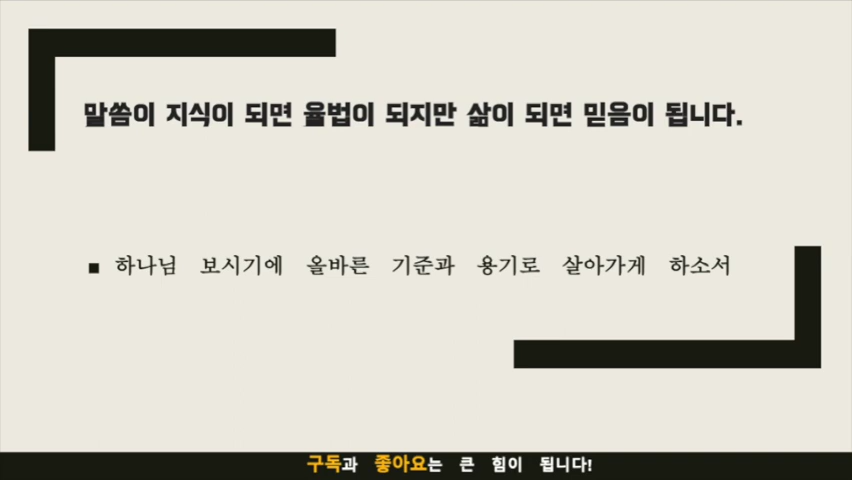 말씀이 지식이 되면 율법이 되지만 삶이 되면 믿음이 됩니다.
■ 하나님 보시기에 올바른 기준과 용기로 살아가게 하소서
구독과 좋아요는 큰 힘이 됩니다!